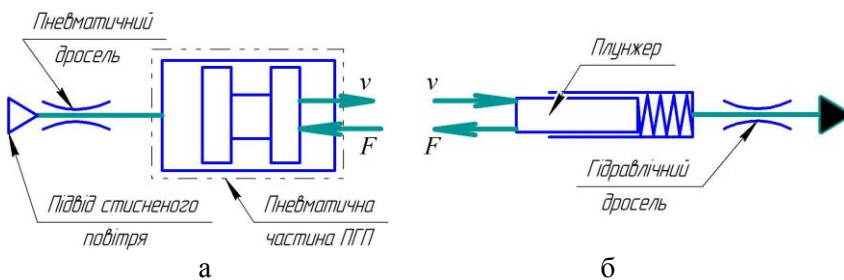 Пневматичний
дросель
v
F
Підвід стисненого
повітря
Пневматична
частина ПГП
а
Плунжер
v
F
Гідравлічний
дросель
б